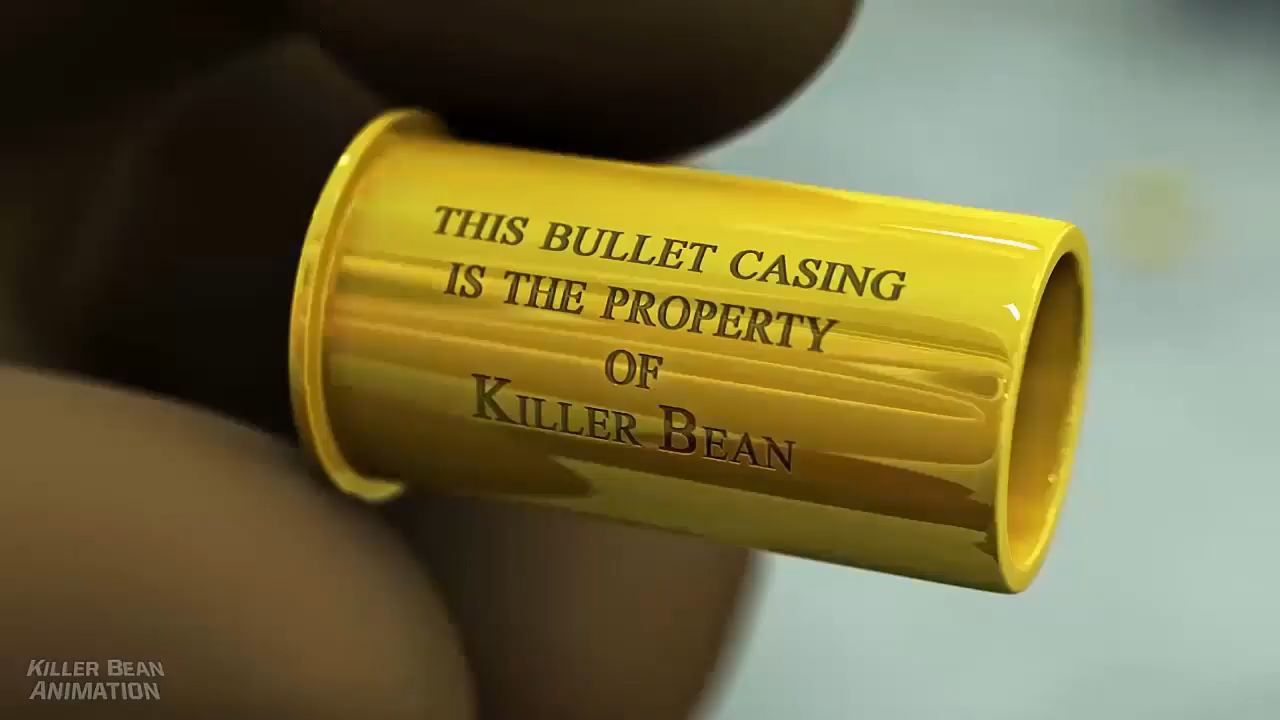 THIS BULLET CASING
IS THE PROPERTY
OF
KILLER BEAN
KILLER BEAN
ANIMATION